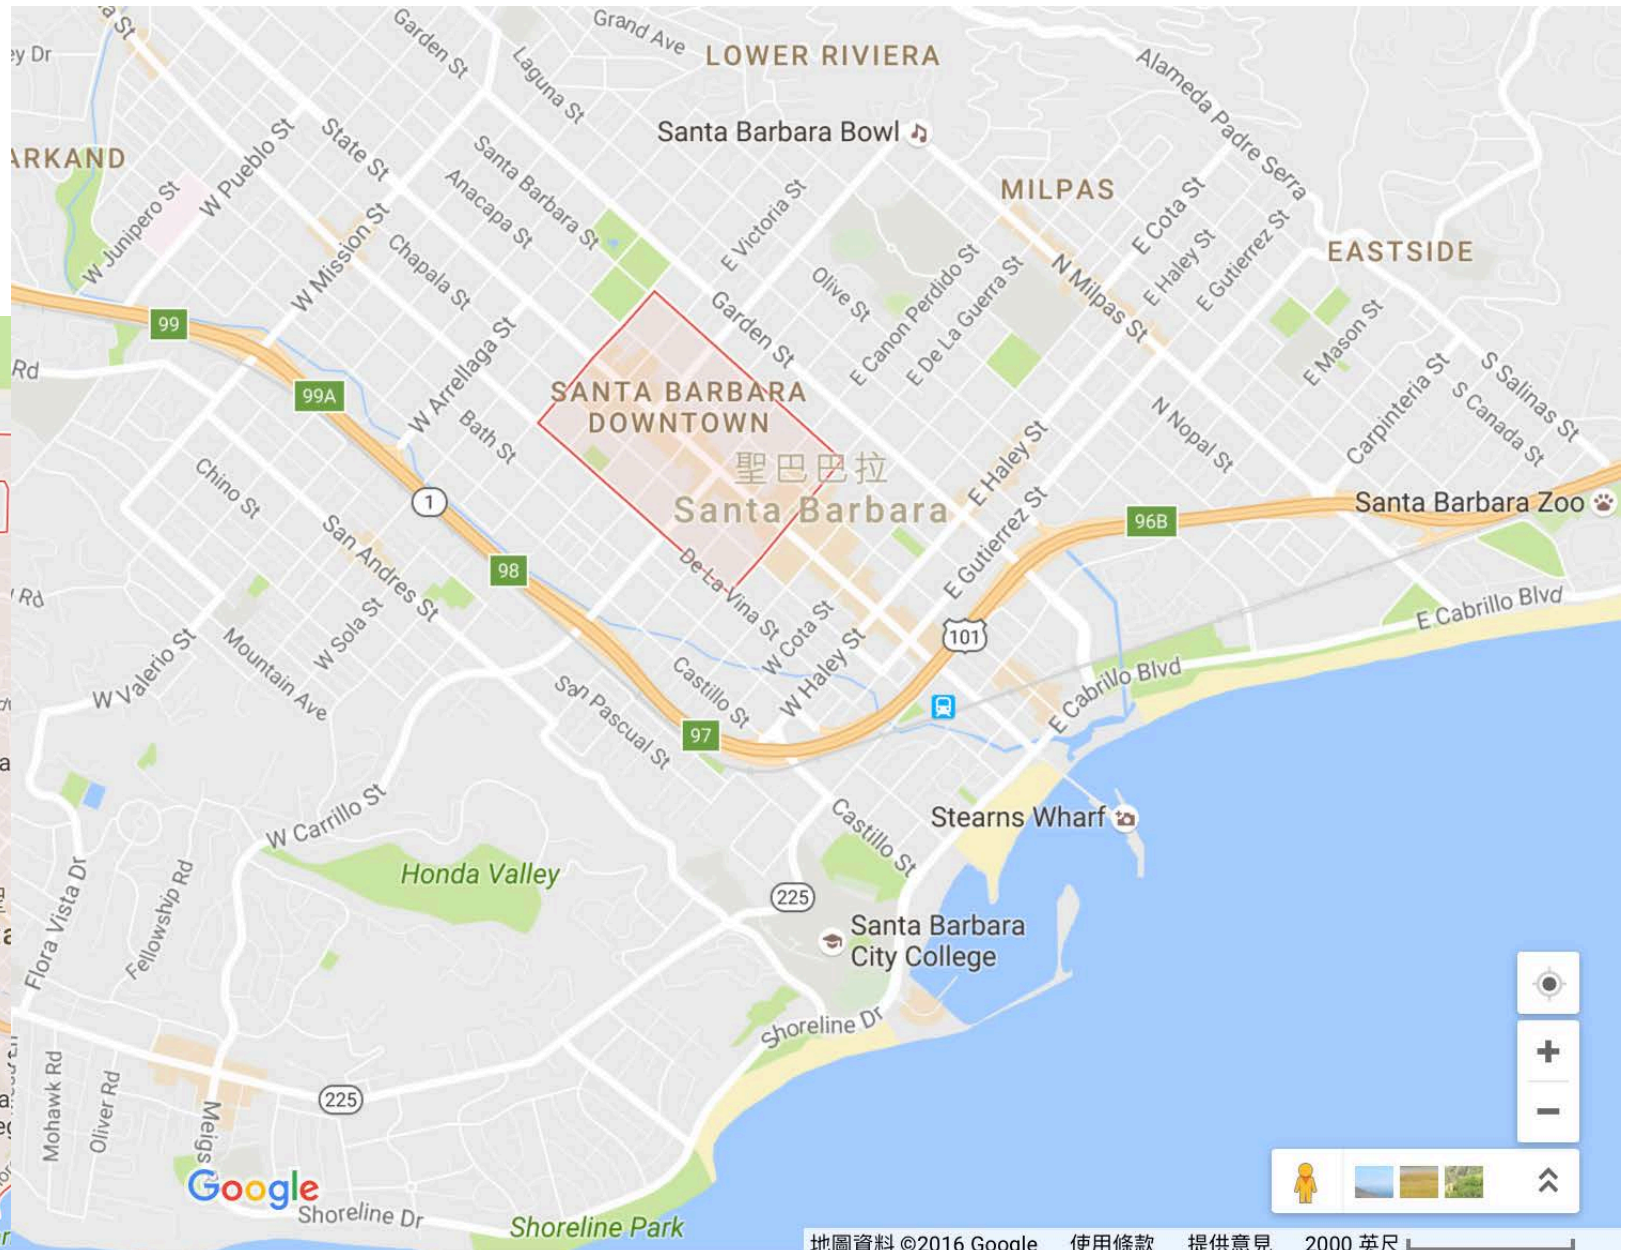 Grand Ave
Garden St
LOWER RIVIERA
Laguna St
Alameda Padre Serra
Santa Barbara Bowl
State St
W Pueblo St
Santa Barbara St
MILPAS
Anacapa St
W Junipero St
E Victoria St
E Cota St
W Mission St
Chapala St
E Haley St
E Gutierrez St
EASTSIDE
Olive St
E Canon Perdido St
E De La Guerra St
N Milpas St
Garden St
99
W Arrellaga St
E Mason St
99A
SANTA BARBARA
DOWNTOWN
S Salinas St
Carpinteria St
S Canada St
N Nopal St
Bath St
聖巴巴拉
Santa Barbara
E Haley St
Chino St
1
Santa Barbara Zoo
96B
E Gutierrez St
San Andres St
98
De La Vina St
W Sola St
W Cota St
101
E Cabrillo Blvd
W Valerio St
Mountain Ave
W Haley St
Castillo St
San Pascual St
E Cabrillo Blvd
97
W Carrillo St
Stearns Wharf
Castillo St
Honda Valley
225
Flora Vista Dr
Fellowship Rd
Santa Barbara
City College
Shoreline Dr
Mohawk Rd
Oliver Rd
225
Meigs
Google
Shoreline Dr
Shoreline Park
地圖資料 ©2016 Google 使用條款 提供意見 2000 英尺